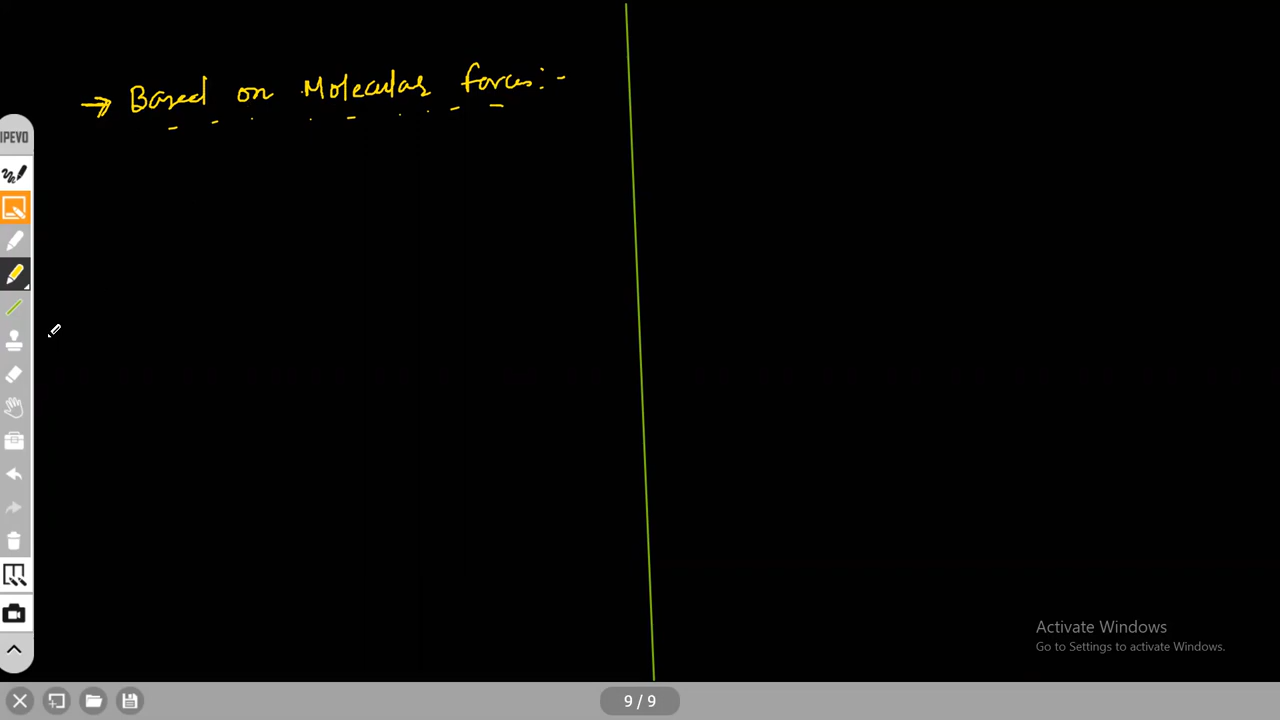 → Based on Molecular forces:-
IPEVO
Activate Windows
Go to Settings to activate Windows.
9 / 9